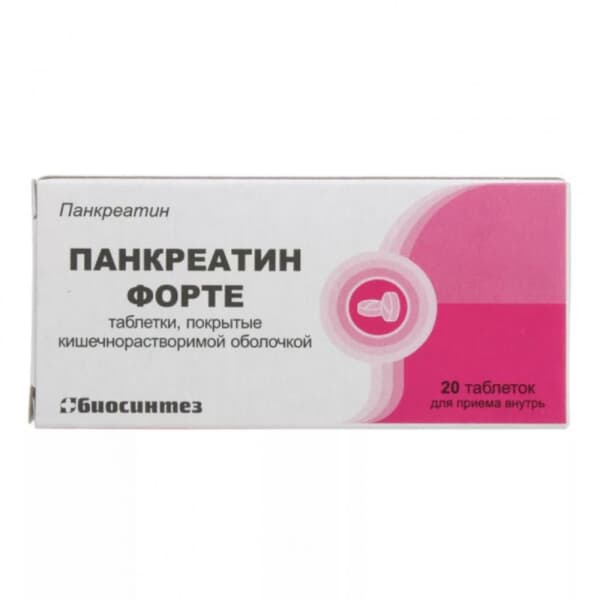 Панкреатин
ПАНКРЕАТИН
ФОРТЕ
таблетки, покрытые
кишечнорастворимой оболочкой
20 таблеток
для приема внутрь
биосинтез